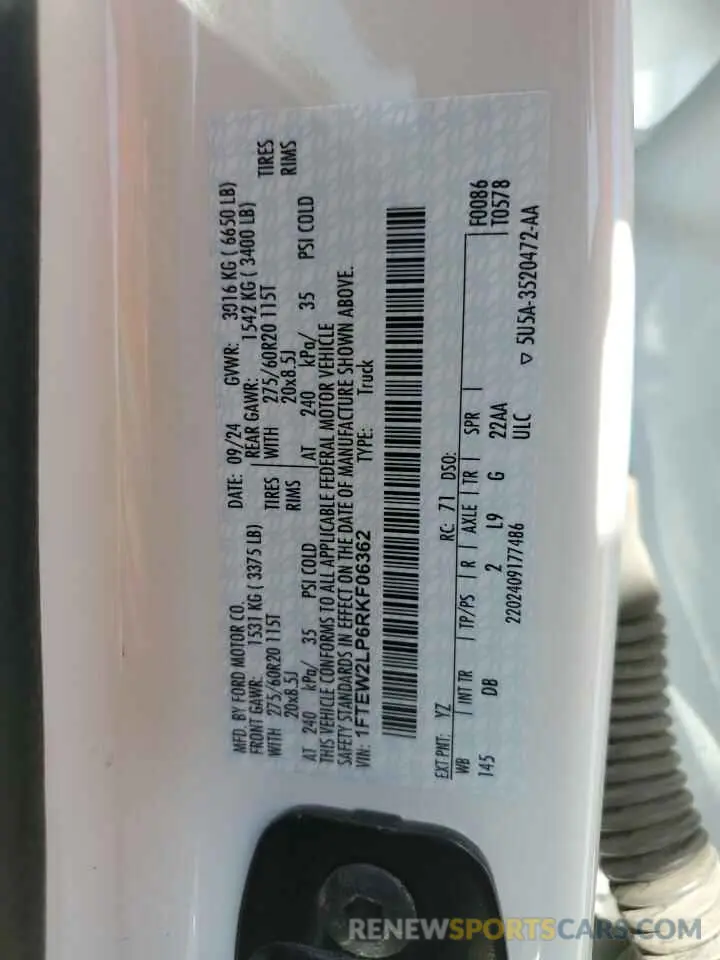 MFD. BY FORD MOTOR CO.
DATE: 09/24 GVWR: 3016 KG ( 6650 LB)
FRONT GAWR: 1531 KG ( 3375 LB) REAR GAWR: 1542 KG ( 3400 LB)
WITH 275/60R20 115T TIRES WITH 275/60R20 115T TIRES
20x8.5J RIMS 20x8.5J RIMS
AT 240 kPa/ 35 PSI COLD AT 240 kPa/ 35 PSI COLD
THIS VEHICLE CONFORMS TO ALL APPLICABLE FEDERAL MOTOR VEHICLE
SAFETY STANDARDS IN EFFECT ON THE DATE OF MANUFACTURE SHOWN ABOVE.
VIN: 1FTEW2LP6RKF06362 TYPE: Truck
EXT PNT: YZ RC: 71 DSO: F0086
WB INT TR TP/PS R AXLE TR SPR T0578
145 DB 2 L9 G 22AA
2202409177486 ULC
▽ 5U5A-3520472-AA
RENEWSPORTSCARS.COM